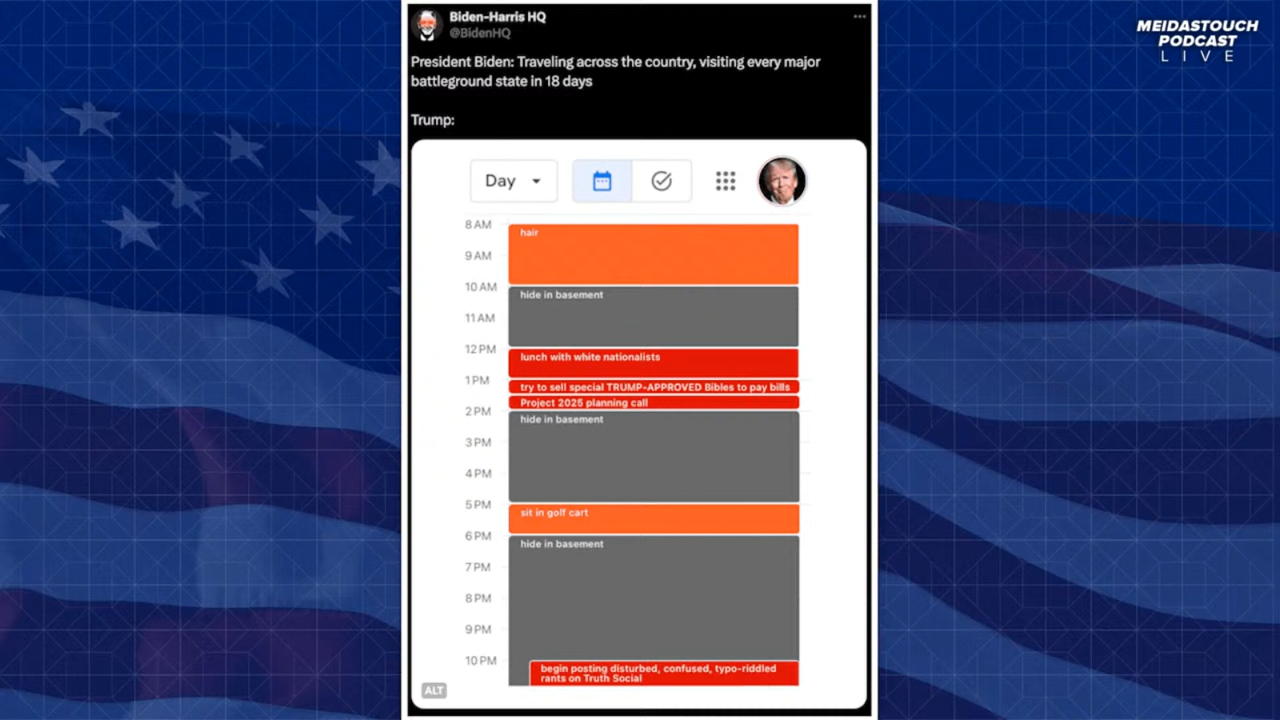 Biden-Harris HQ
@BidenHQ
MEIDASTOUCH
PODCAST
LIVE
President Biden: Traveling across the country, visiting every major
battleground state in 18 days
Trump:
Day
8 AM
hair
9 AM
10 AM
hide in basement
11 AM
12 PM
lunch with white nationalists
1 PM
try to sell special TRUMP-APPROVED Bibles to pay bills
Project 2025 planning call
2 PM
hide in basement
3 PM
4 PM
5 PM
sit in golf cart
6 PM
hide in basement
7 PM
8 PM
9 PM
10 PM
begin posting disturbed, confused, typo-riddled
rants on Truth Social
ALT